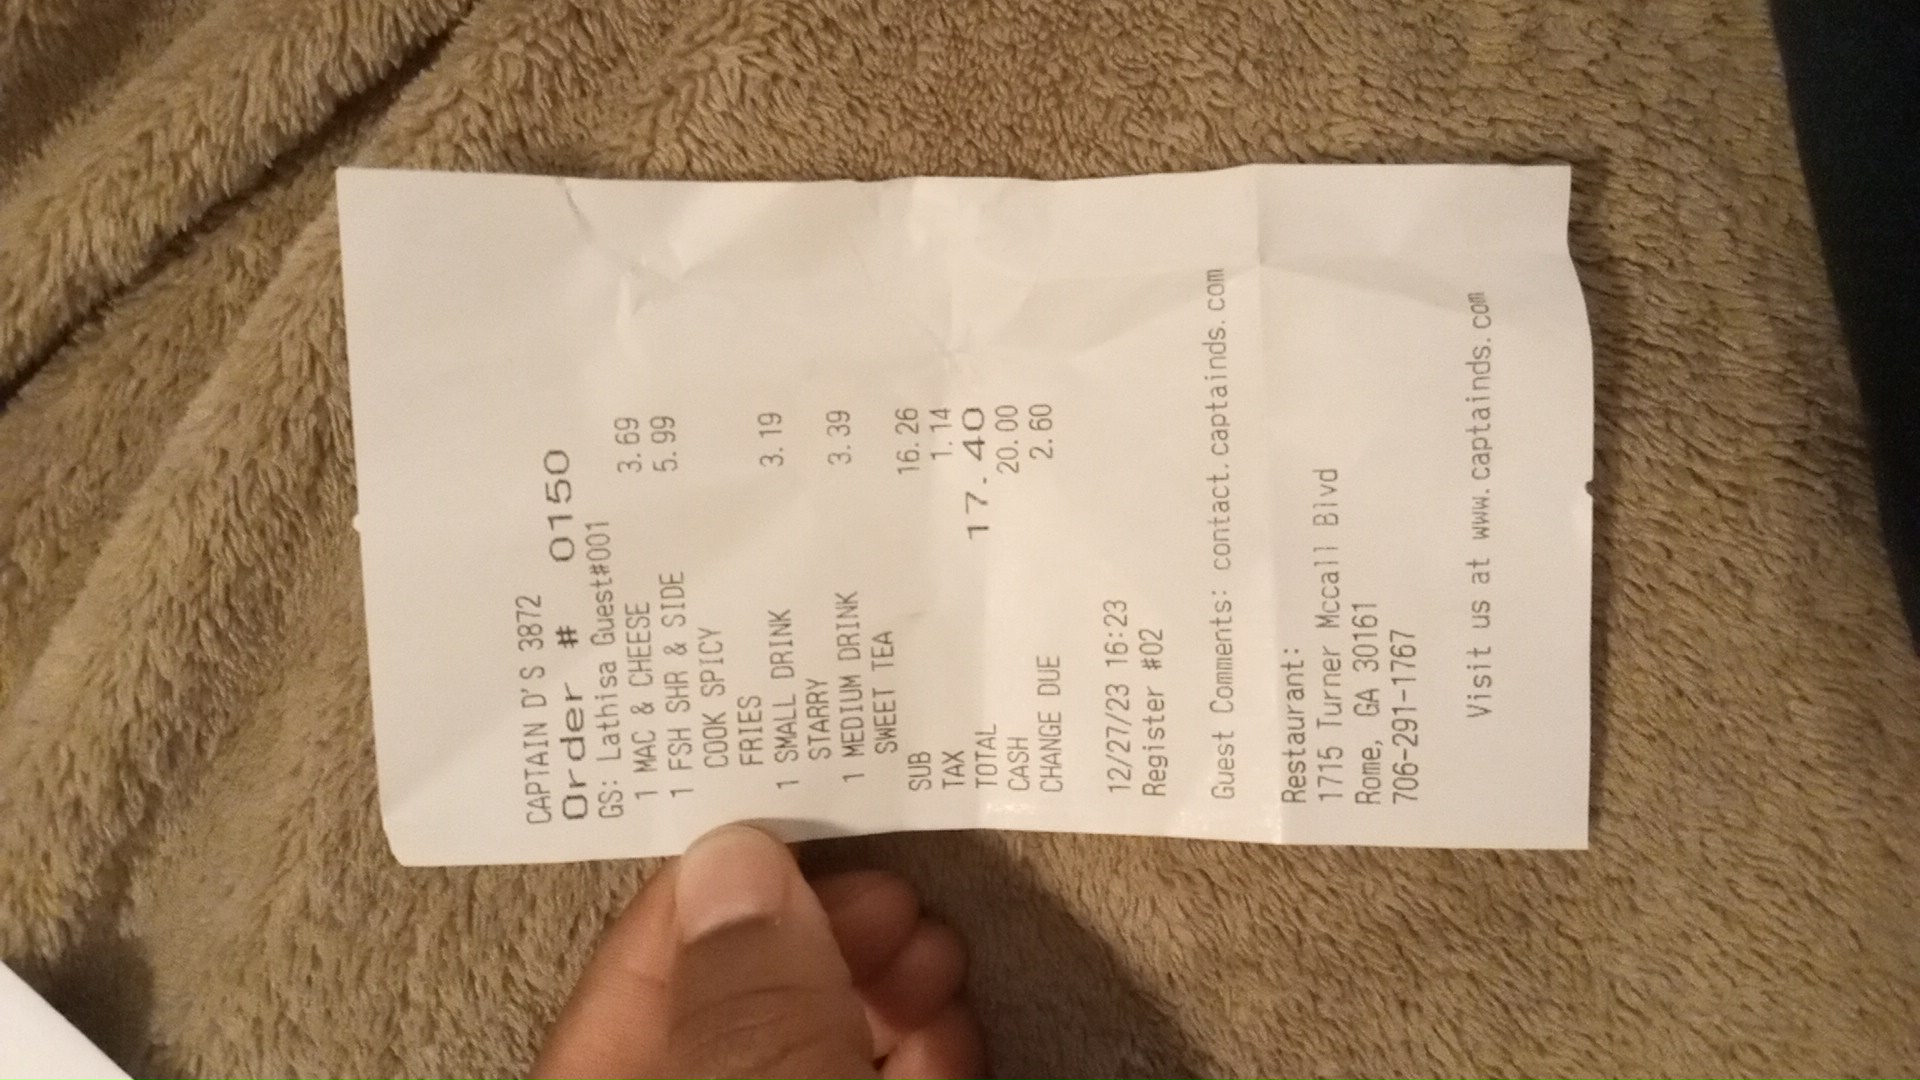 CAPTAIN D'S 3872
Order # 0150
GS: Lathisa Guest#001
1 MAC & CHEESE 3.69
1 FSH SHR & SIDE 5.99
COOK SPICY
FRIES
1 SMALL DRINK 3.19
STARRY
1 MEDIUM DRINK 3.39
SWEET TEA
SUB 16.26
TAX 1.14
TOTAL 17.40
CASH 20.00
CHANGE DUE 2.60
12/27/23 16:23
Register #02
Guest Comments: contact.captainds.com
Restaurant:
1715 Turner Mccall Blvd
Rome, GA 30161
706-291-1767
Visit us at www.captainds.com